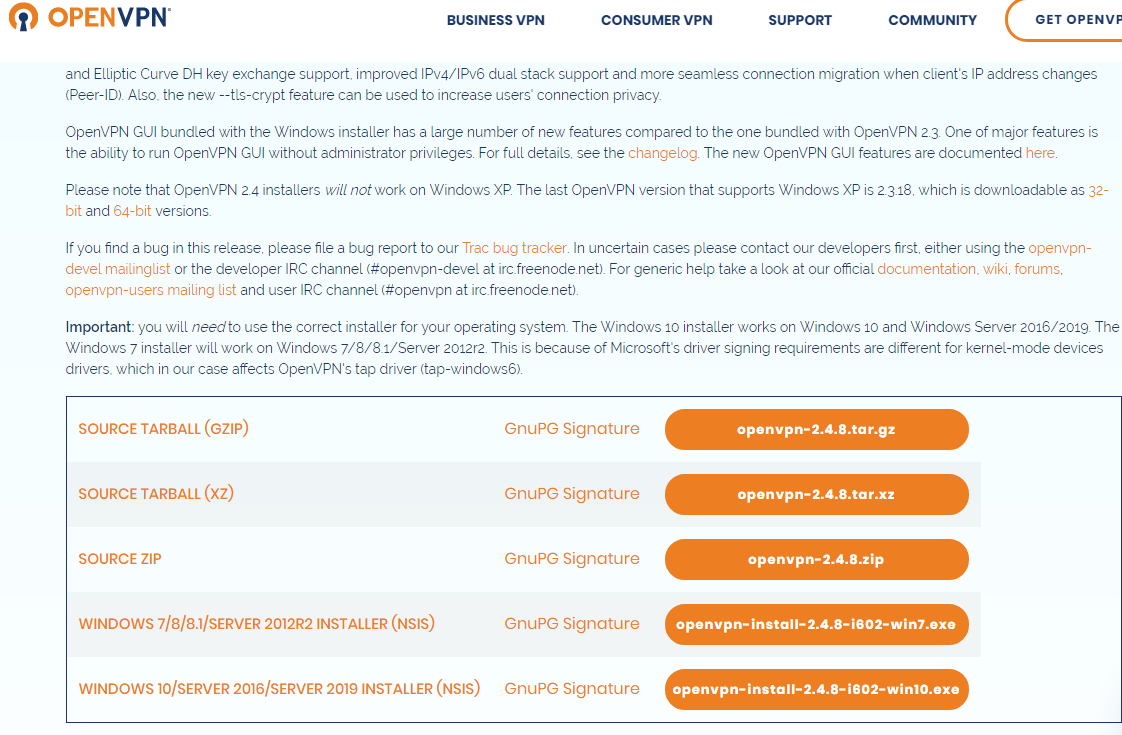 OPENVPN®
BUSINESS VPN CONSUMER VPN SUPPORT COMMUNITY GET OPENVP
and Elliptic Curve DH key exchange support, improved IPv4/IPv6 dual stack support and more seamless connection migration when client's IP address changes
(Peer-ID). Also, the new --tls-crypt feature can be used to increase users' connection privacy.
OpenVPN GUI bundled with the Windows installer has a large number of new features compared to the one bundled with OpenVPN 2.3. One of major features is
the ability to run OpenVPN GUI without administrator privileges. For full details, see the changelog. The new OpenVPN GUI features are documented here.
Please note that OpenVPN 2.4 installers will not work on Windows XP. The last OpenVPN version that supports Windows XP is 2.3.18, which is downloadable as 32-
bit and 64-bit versions.
If you find a bug in this release, please file a bug report to our Trac bug tracker. In uncertain cases please contact our developers first, either using the openvpn-
devel mailinglist or the developer IRC channel (#openvpn-devel at irc.freenode.net). For generic help take a look at our official documentation, wiki, forums,
openvpn-users mailing list and user IRC channel (#openvpn at irc.freenode.net).
Important: you will need to use the correct installer for your operating system. The Windows 10 installer works on Windows 10 and Windows Server 2016/2019. The
Windows 7 installer will work on Windows 7/8/8.1/Server 2012r2. This is because of Microsoft's driver signing requirements are different for kernel-mode devices
drivers, which in our case affects OpenVPN's tap driver (tap-windows6).
SOURCE TARBALL (GZIP) GnuPG Signature openvpn-2.4.8.tar.gz
SOURCE TARBALL (XZ) GnuPG Signature openvpn-2.4.8.tar.xz
SOURCE ZIP GnuPG Signature openvpn-2.4.8.zip
WINDOWS 7/8/8.1/SERVER 2012R2 INSTALLER (NSIS) GnuPG Signature openvpn-install-2.4.8-i602-win7.exe
WINDOWS 10/SERVER 2016/SERVER 2019 INSTALLER (NSIS) GnuPG Signature openvpn-install-2.4.8-i602-win10.exe